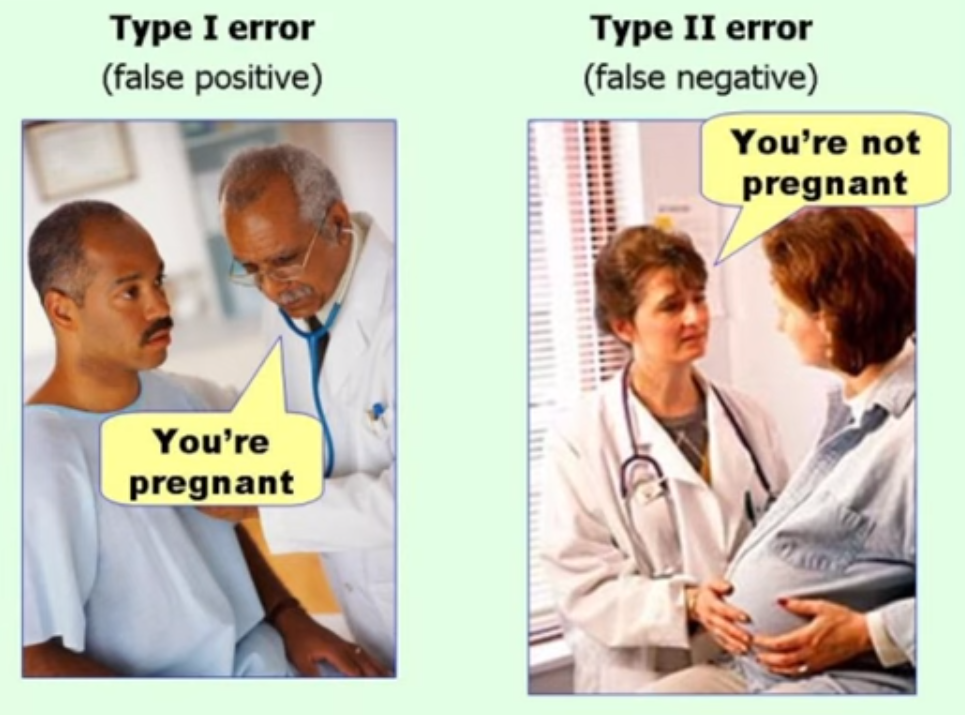 Type I error
(false positive)
You're
pregnant
Type II error
(false negative)
You're not
pregnant